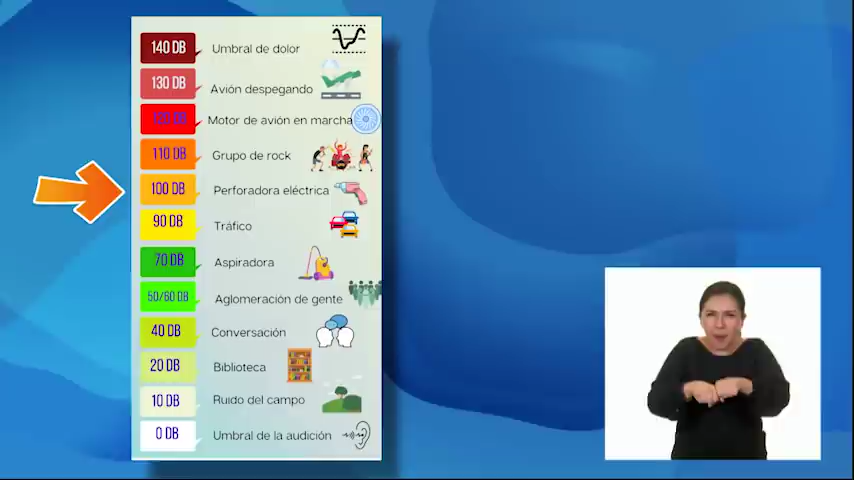 140 DB Umbral de dolor
130 DB Avión despegando
120 DB Motor de avión en marcha
110 DB Grupo de rock
100 DB Perforadora eléctrica
90 DB Tráfico
70 DB Aspiradora
50/60 DB Aglomeración de gente
40 DB Conversación
20 DB Biblioteca
10 DB Ruido del campo
0 DB Umbral de la audición